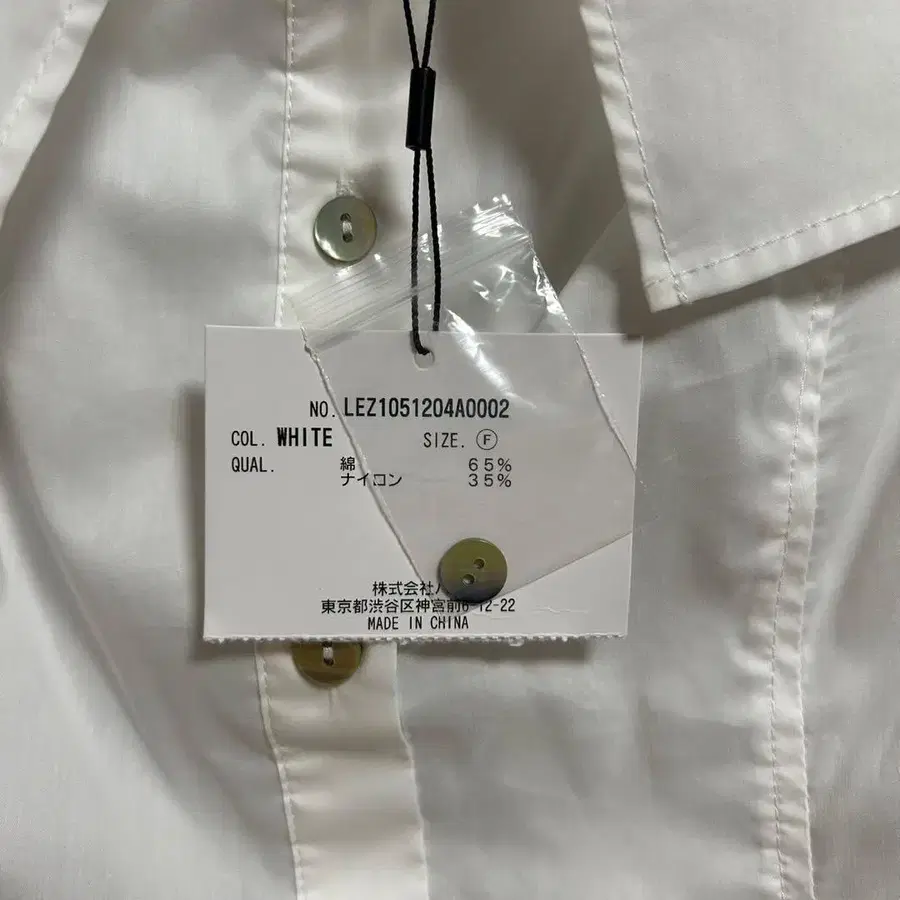 NO. LEZ1051204A0002
COL. WHITE SIZE. Ⓕ
QUAL. 綿 65%
ナイロン 35%
株式会社
東京都渋谷区神宮前6-12-22
MADE IN CHINA